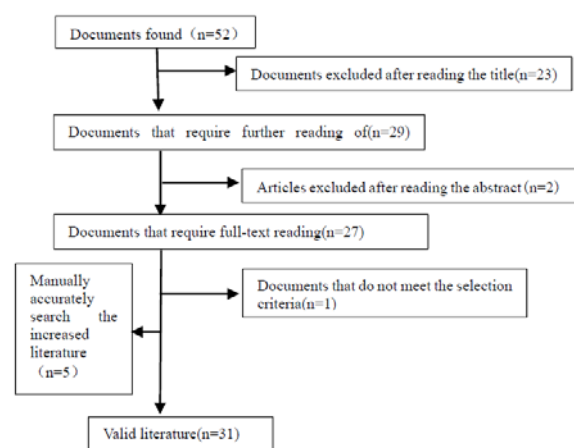 Documents found（n=52）
Documents excluded after reading the title(n=23)
Documents that require further reading of(n=29)
Articles excluded after reading the abstract (n=2)
Documents that require full-text reading(n=27)
Manually
accurately
search the
increased
literature
（n=5）
Documents that do not meet the selection
criteria(n=1)
Valid literature(n=31)